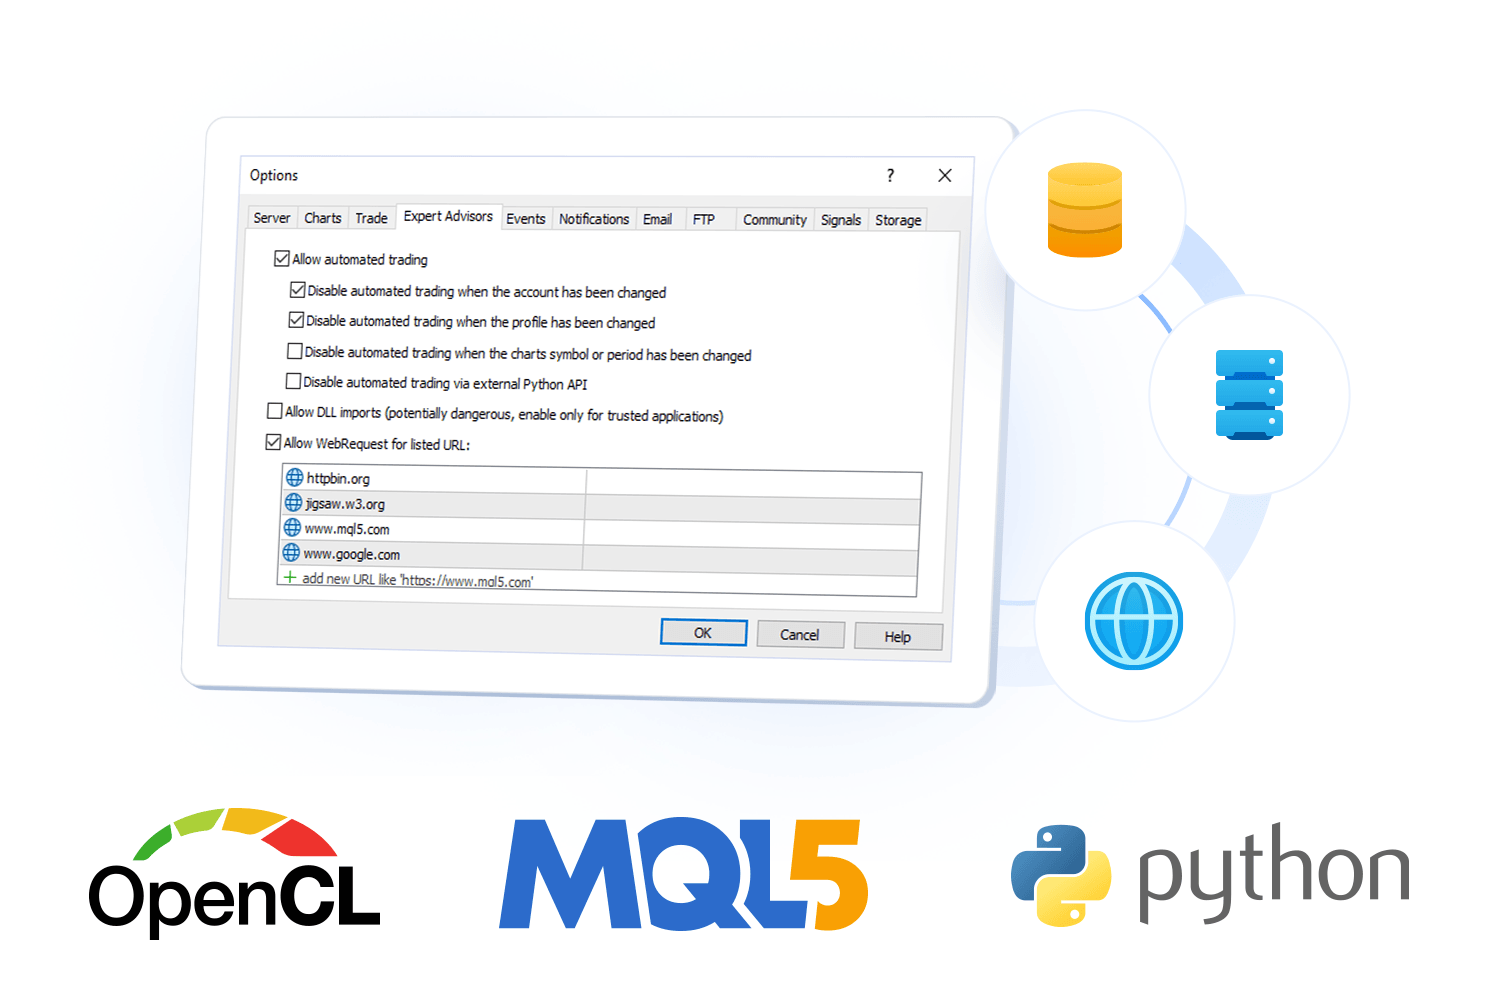 Options ?
Server Charts Trade Expert Advisors Events Notifications Email FTP Community Signals Storage
Allow automated trading
Disable automated trading when the account has been changed
Disable automated trading when the profile has been changed
Disable automated trading when the charts symbol or period has been changed
Disable automated trading via external Python API
Allow DLL imports (potentially dangerous, enable only for trusted applications)
Allow WebRequest for listed URL:
httpbin.org
jigsaw.w3.org
www.mql5.com
www.google.com
add new URL like 'https://www.mql5.com'
OK Cancel Help
OpenCL MQL5 python